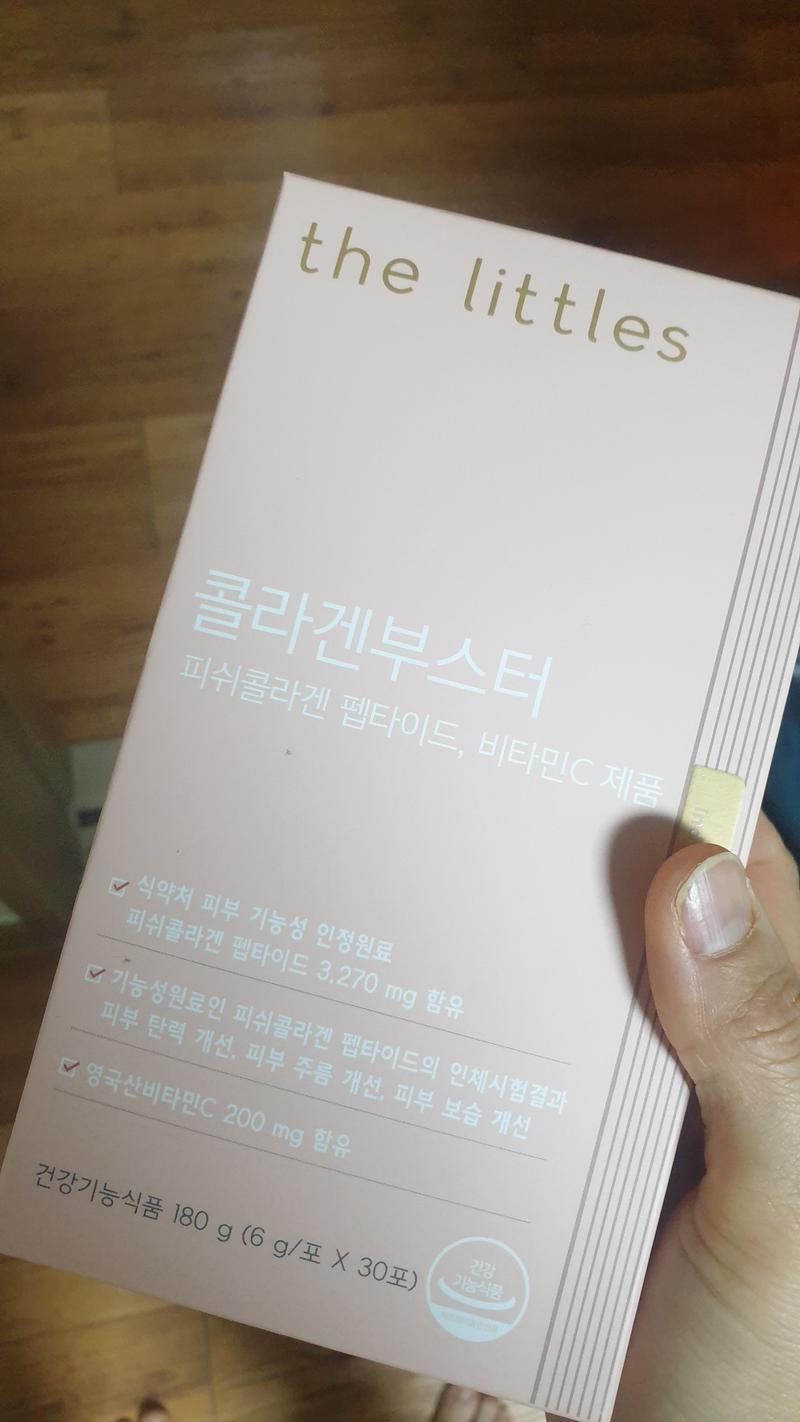 the littles
콜라겐부스터
피쉬콜라겐 펩타이드, 비타민C 제품
식약처 피부 기능성 인정원료
피쉬콜라겐 펩타이드 3,270 mg 함유
기능성원료인 피쉬콜라겐 펩타이드의 인체시험결과
피부 탄력 개선, 피부 주름 개선, 피부 보습 개선
영국산비타민C 200 mg 함유
건강기능식품 180 g (6 g/포 X 30포)
건강
기능식품